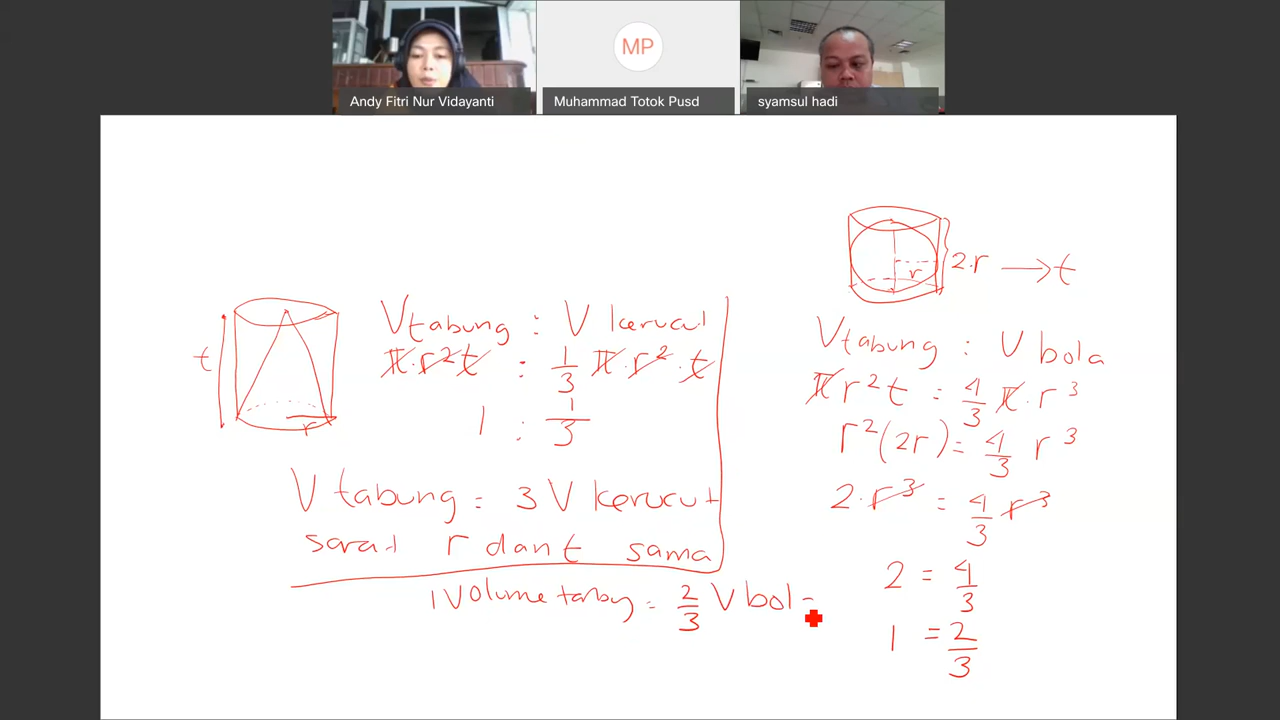 Andy Fitri Nur Vidayanti
MP
Muhammad Totok Pusd
syamsul hadi
t
r
V tabung : V kerucut
π.r²t : 1/3 π.r².t
1 : 1/3
V tabung = 3 V kerucut
sarat r dan t sama
1 Volume tabung = 2/3 V bola
r
2.r → t
V tabung : V bola
π r² t = 4/3 π. r³
r² (2r) = 4/3 r³
2.r³ = 4/3 r³
2 = 4/3
1 = 2/3